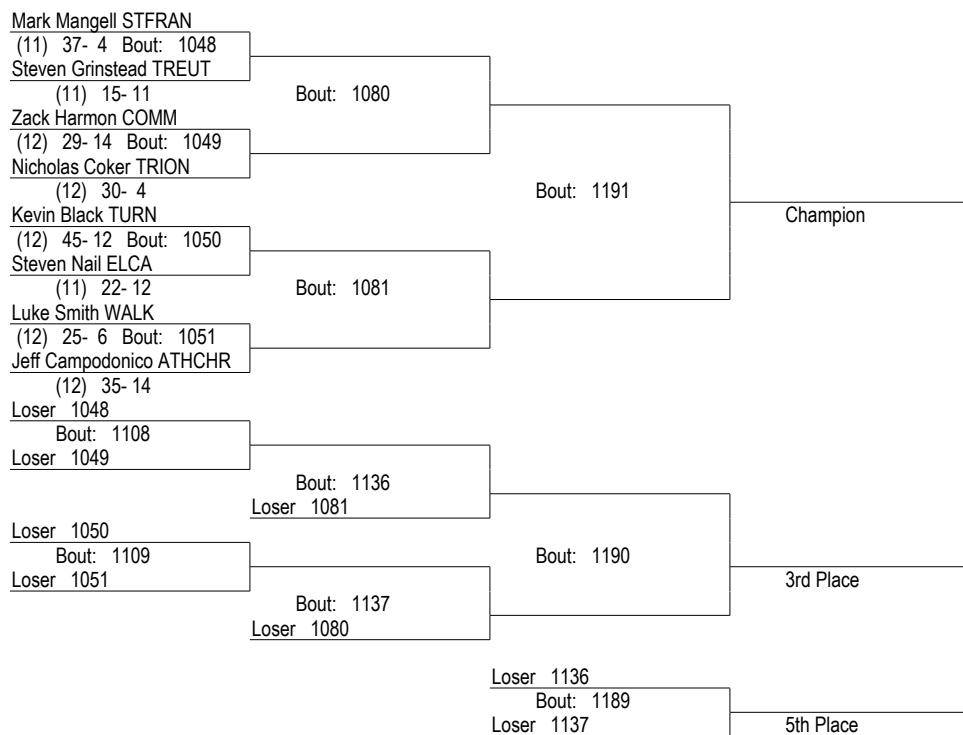 Mark Mangell STFRAN
(11) 37- 4 Bout: 1048
Steven Grinstead TREUT
(11) 15- 11
Bout: 1080
Zack Harmon COMM
(12) 29- 14 Bout: 1049
Nicholas Coker TRION
(12) 30- 4
Bout: 1191
Kevin Black TURN
Champion
(12) 45- 12 Bout: 1050
Steven Nail ELCA
(11) 22- 12
Bout: 1081
Luke Smith WALK
(12) 25- 6 Bout: 1051
Jeff Campodonico ATHCHR
(12) 35- 14
Loser 1048
Bout: 1108
Loser 1049
Bout: 1136
Loser 1081
Loser 1050
Bout: 1109
Bout: 1190
Loser 1051
3rd Place
Bout: 1137
Loser 1080
Loser 1136
Bout: 1189
Loser 1137
5th Place